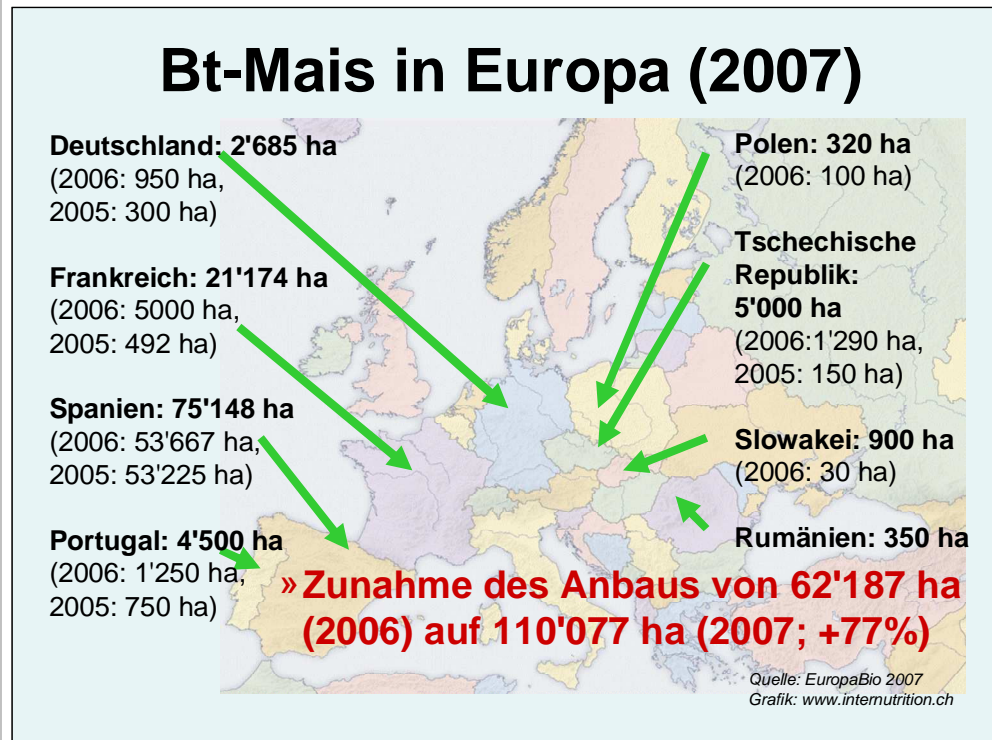 Bt-Mais in Europa (2007)
Deutschland: 2'685 ha
(2006: 950 ha,
2005: 300 ha)
Frankreich: 21'174 ha
(2006: 5000 ha,
2005: 492 ha)
Spanien: 75'148 ha
(2006: 53'667 ha,
2005: 53'225 ha)
Portugal: 4'500 ha
(2006: 1'250 ha,
2005: 750 ha)
Polen: 320 ha
(2006: 100 ha)
Tschechische
Republik:
5'000 ha
(2006:1'290 ha,
2005: 150 ha)
Slowakei: 900 ha
(2006: 30 ha)
Rumänien: 350 ha
» Zunahme des Anbaus von 62'187 ha
(2006) auf 110'077 ha (2007; +77%)
Quelle: EuropaBio 2007
Grafik: www.internutrition.ch